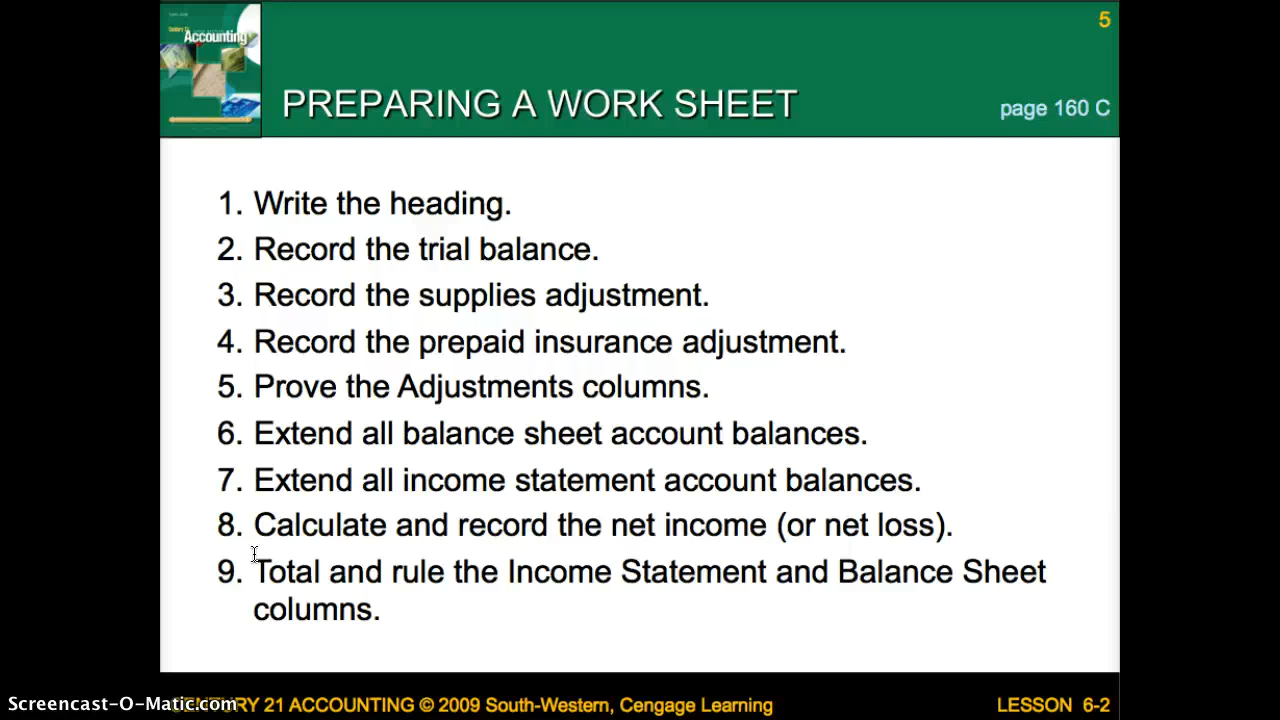 5
Accounting
PREPARING A WORK SHEET
page 160 C
1. Write the heading.
2. Record the trial balance.
3. Record the supplies adjustment.
4. Record the prepaid insurance adjustment.
5. Prove the Adjustments columns.
6. Extend all balance sheet account balances.
7. Extend all income statement account balances.
8. Calculate and record the net income (or net loss).
9. Total and rule the Income Statement and Balance Sheet
columns.
Screencast-O-Matic.com
CENTURY 21 ACCOUNTING © 2009 South-Western, Cengage Learning
LESSON 6-2